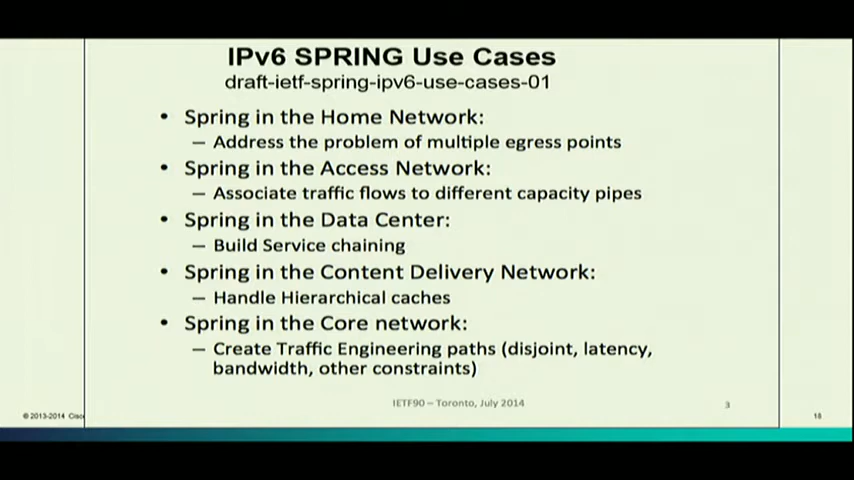 IPv6 SPRING Use Cases
draft-ietf-spring-ipv6-use-cases-01
• Spring in the Home Network:
– Address the problem of multiple egress points
• Spring in the Access Network:
– Associate traffic flows to different capacity pipes
• Spring in the Data Center:
– Build Service chaining
• Spring in the Content Delivery Network:
– Handle Hierarchical caches
• Spring in the Core network:
– Create Traffic Engineering paths (disjoint, latency,
bandwidth, other constraints)
IETF90 – Toronto, July 2014
3
© 2013-2014 Cisco
18